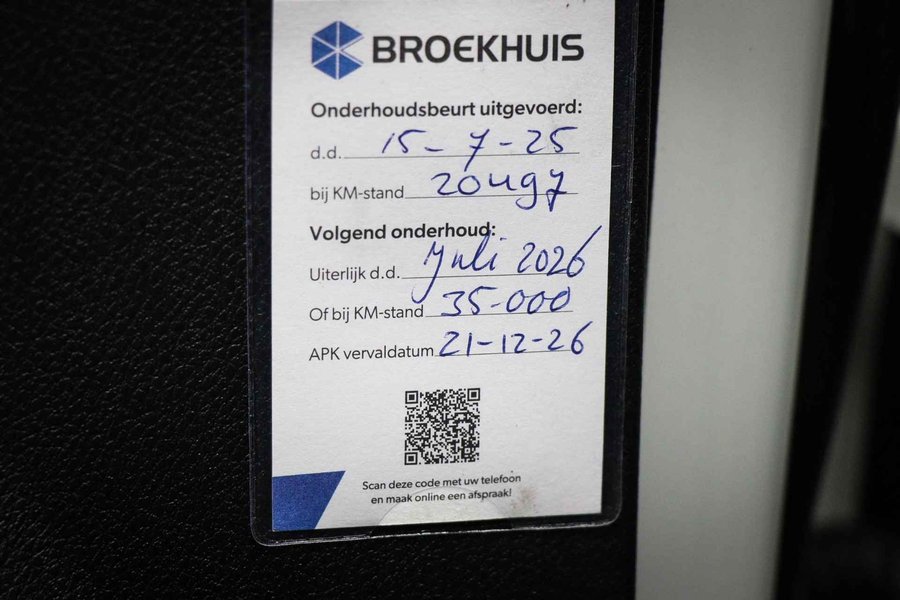 BROEKHUIS
Onderhoudsbeurt uitgevoerd:
d.d. 15-7-25
bij KM-stand 20497
Volgend onderhoud:
Uiterlijk d.d. Juli 2026
Of bij KM-stand 35-000
APK vervaldatum 21-12-26
Scan deze code met uw telefoon
en maak online een afspraak!